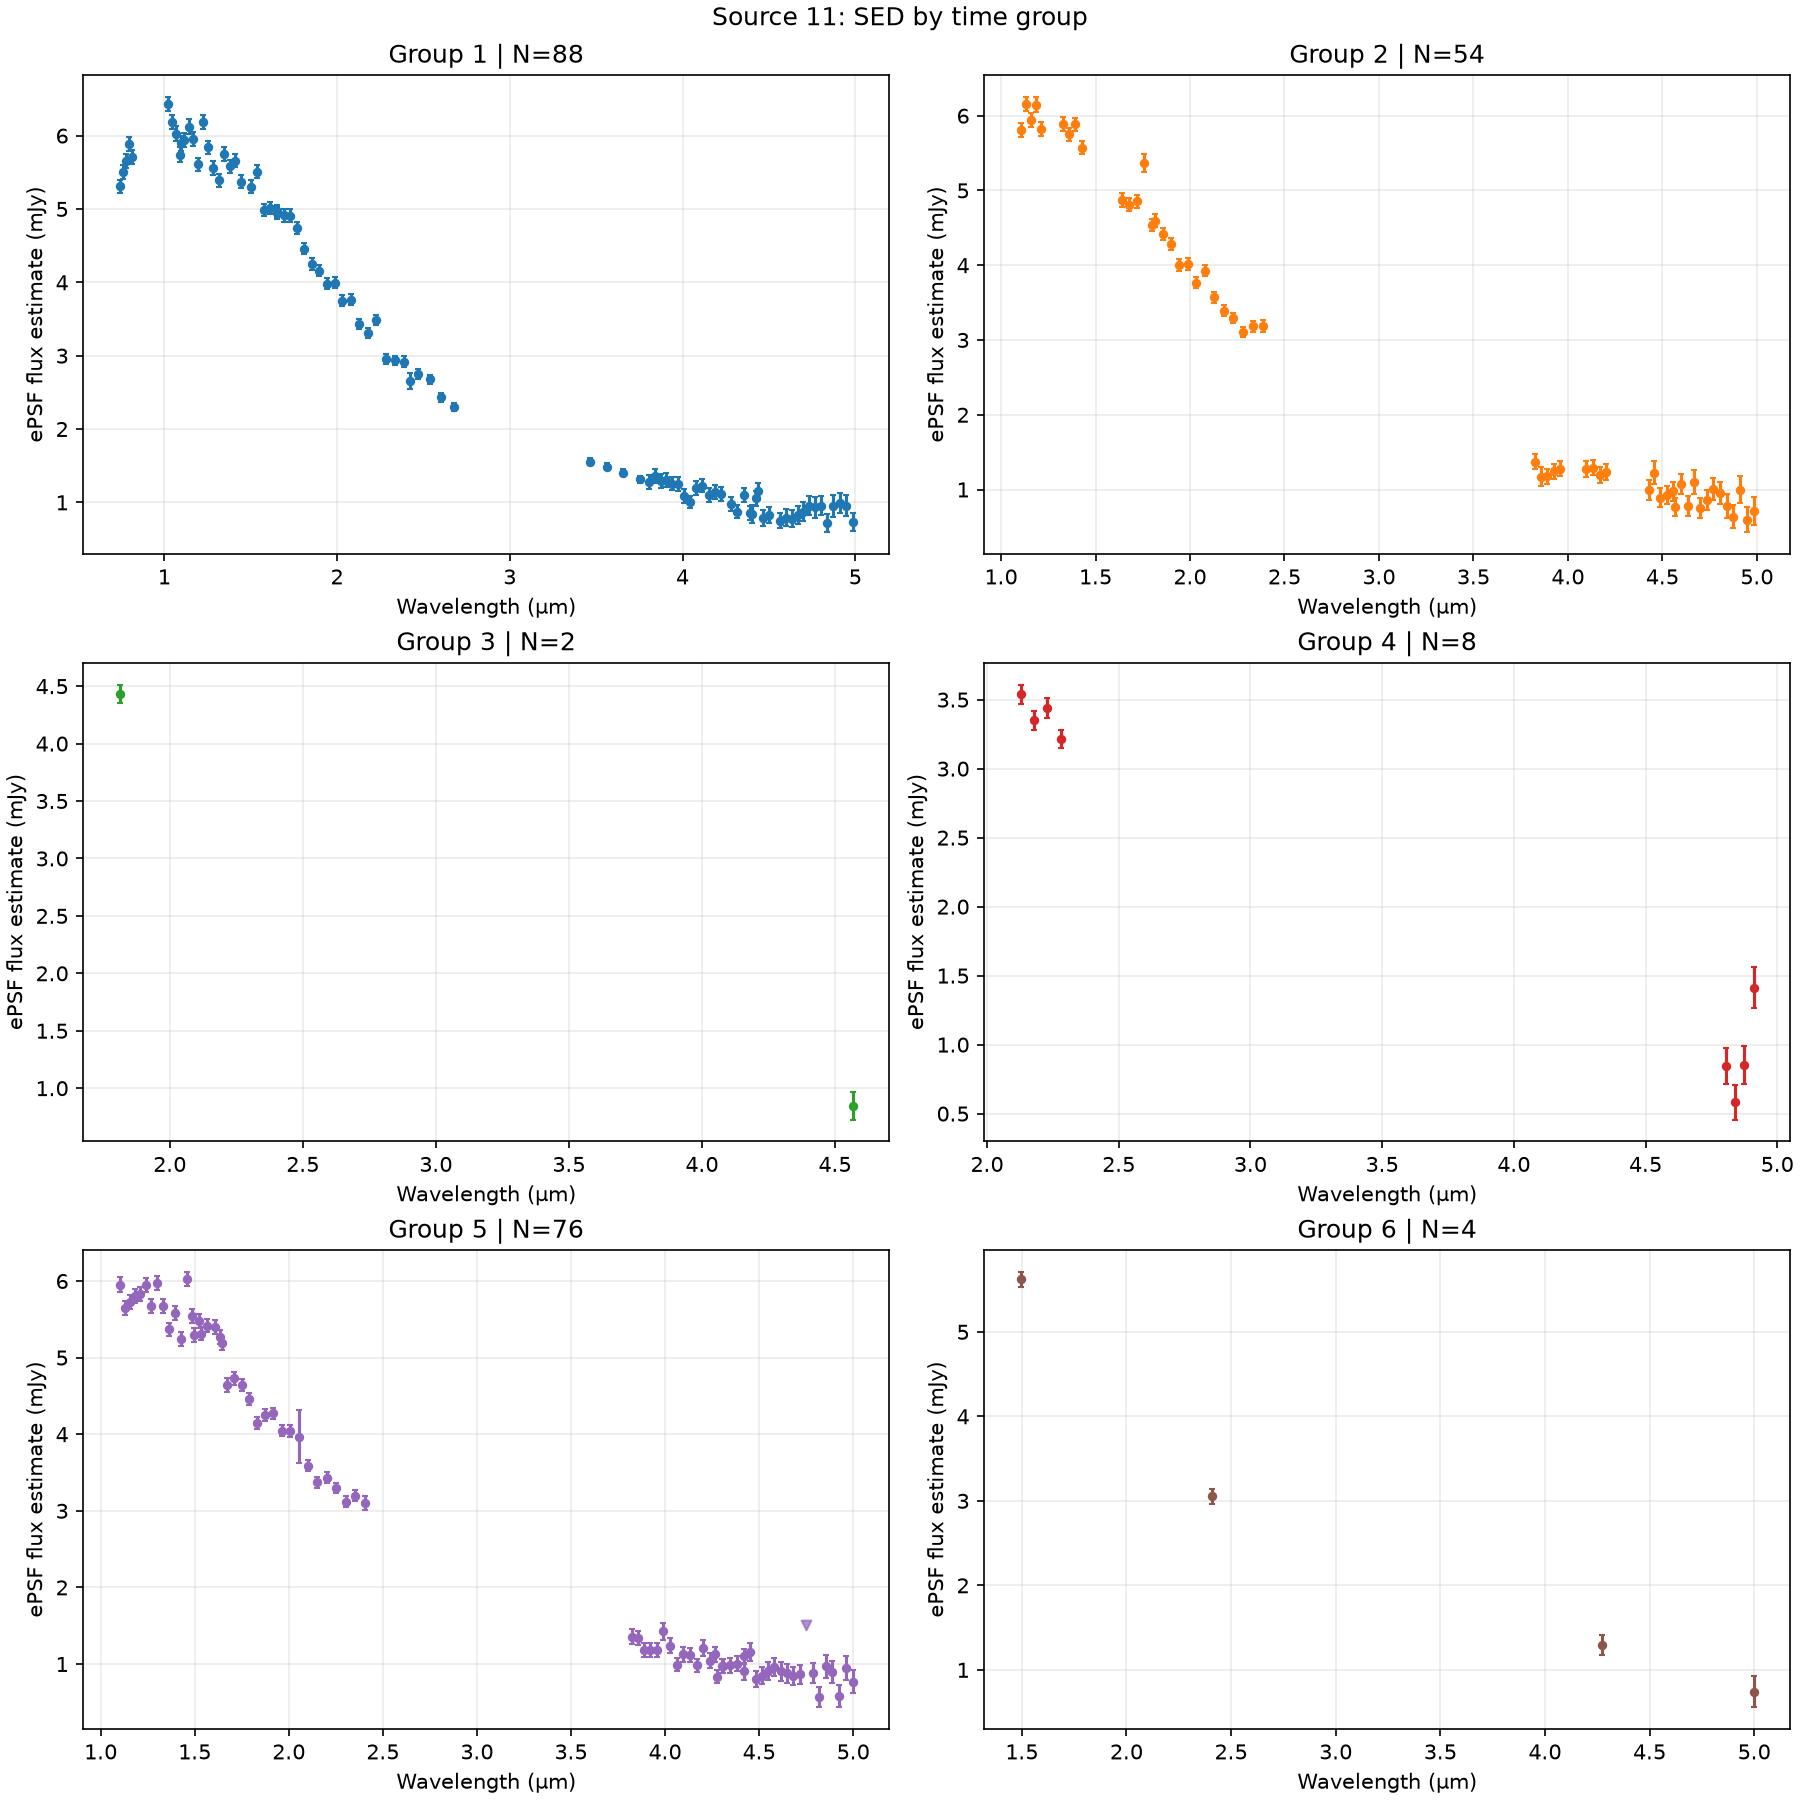 Source 11: SED by time group
Group 1 | N=88
ePSF flux estimate (mJy)
6
5
4
3
2
1
1 2 3 4 5
Wavelength (μm)
Group 2 | N=54
ePSF flux estimate (mJy)
6
5
4
3
2
1
1.0 1.5 2.0 2.5 3.0 3.5 4.0 4.5 5.0
Wavelength (μm)
Group 3 | N=2
ePSF flux estimate (mJy)
4.5
4.0
3.5
3.0
2.5
2.0
1.5
1.0
2.0 2.5 3.0 3.5 4.0 4.5
Wavelength (μm)
Group 4 | N=8
ePSF flux estimate (mJy)
3.5
3.0
2.5
2.0
1.5
1.0
0.5
2.0 2.5 3.0 3.5 4.0 4.5 5.0
Wavelength (μm)
Group 5 | N=76
ePSF flux estimate (mJy)
6
5
4
3
2
1
1.0 1.5 2.0 2.5 3.0 3.5 4.0 4.5 5.0
Wavelength (μm)
Group 6 | N=4
ePSF flux estimate (mJy)
5
4
3
2
1
1.5 2.0 2.5 3.0 3.5 4.0 4.5 5.0
Wavelength (μm)